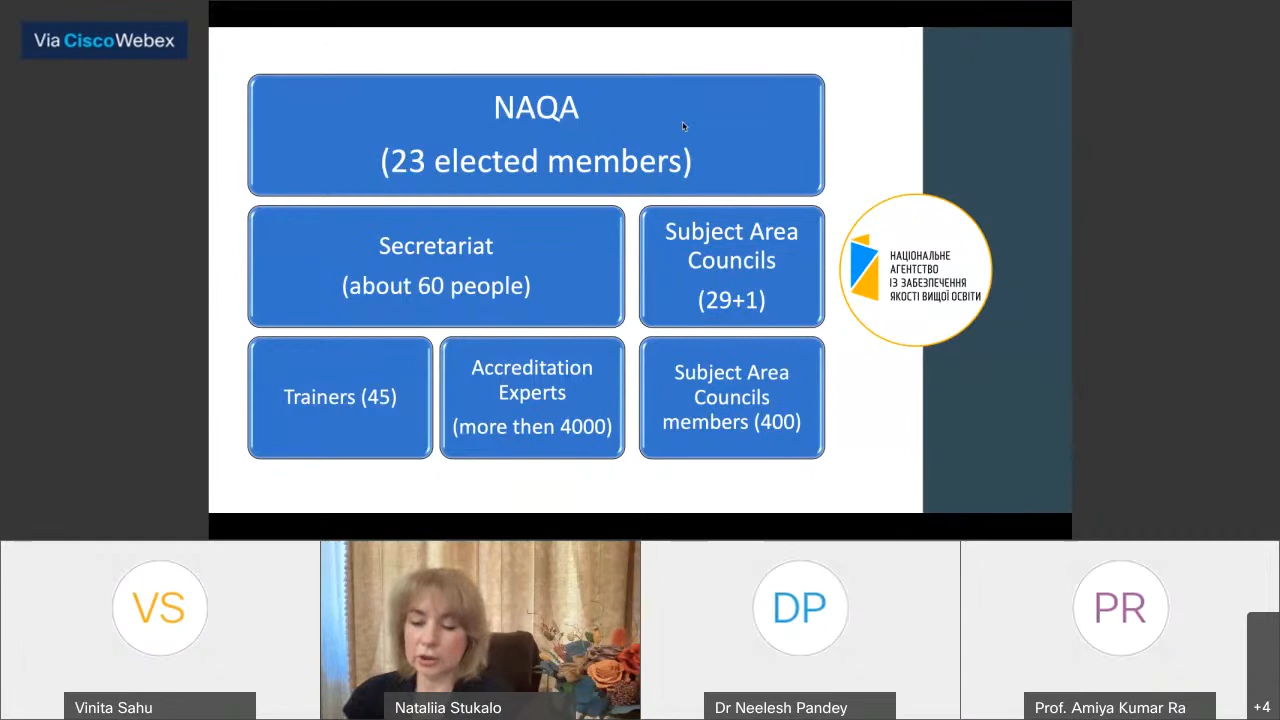 Via Cisco Webex
NAQA
(23 elected members)
Secretariat
(about 60 people)
Subject Area
Councils
(29+1)
НАЦІОНАЛЬНЕ
АГЕНТСТВО
ІЗ ЗАБЕЗПЕЧЕННЯ
ЯКОСТІ ВИЩОЇ ОСВІТИ
Trainers (45)
Accreditation
Experts
(more then 4000)
Subject Area
Councils
members (400)
VS
DP
PR
Vinita Sahu
Nataliia Stukalo
Dr Neelesh Pandey
Prof. Amiya Kumar Ra
+4